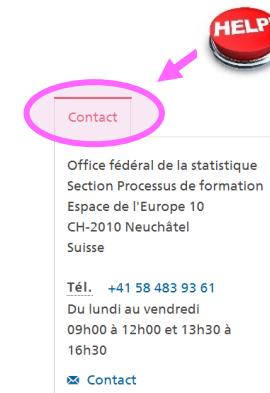 HELP
Contact
Office fédéral de la statistique
Section Processus de formation
Espace de l'Europe 10
CH-2010 Neuchâtel
Suisse
Tél. +41 58 483 93 61
Du lundi au vendredi
09h00 à 12h00 et 13h30 à
16h30
Contact